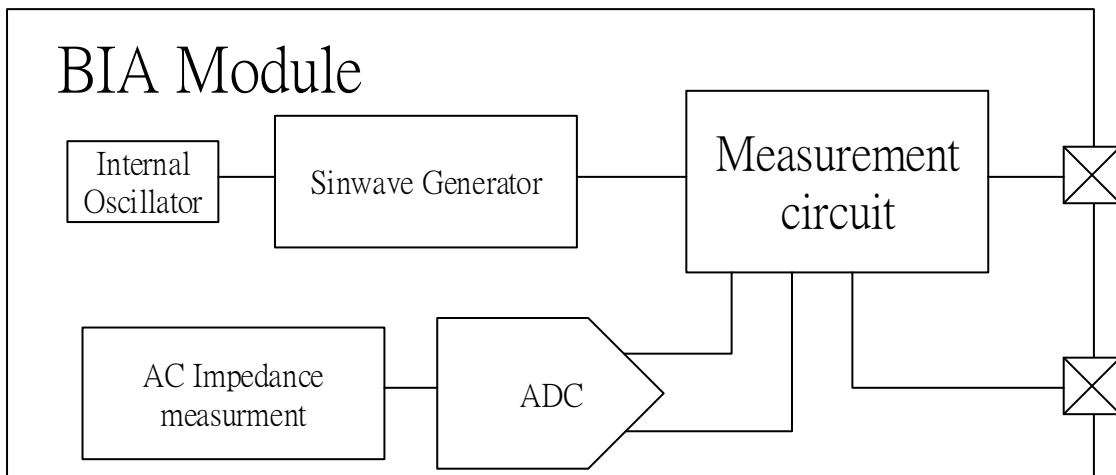 BIA Module
Internal
Oscillator
Sinwave Generator
Measurement
circuit
AC Impedance
measurment
ADC